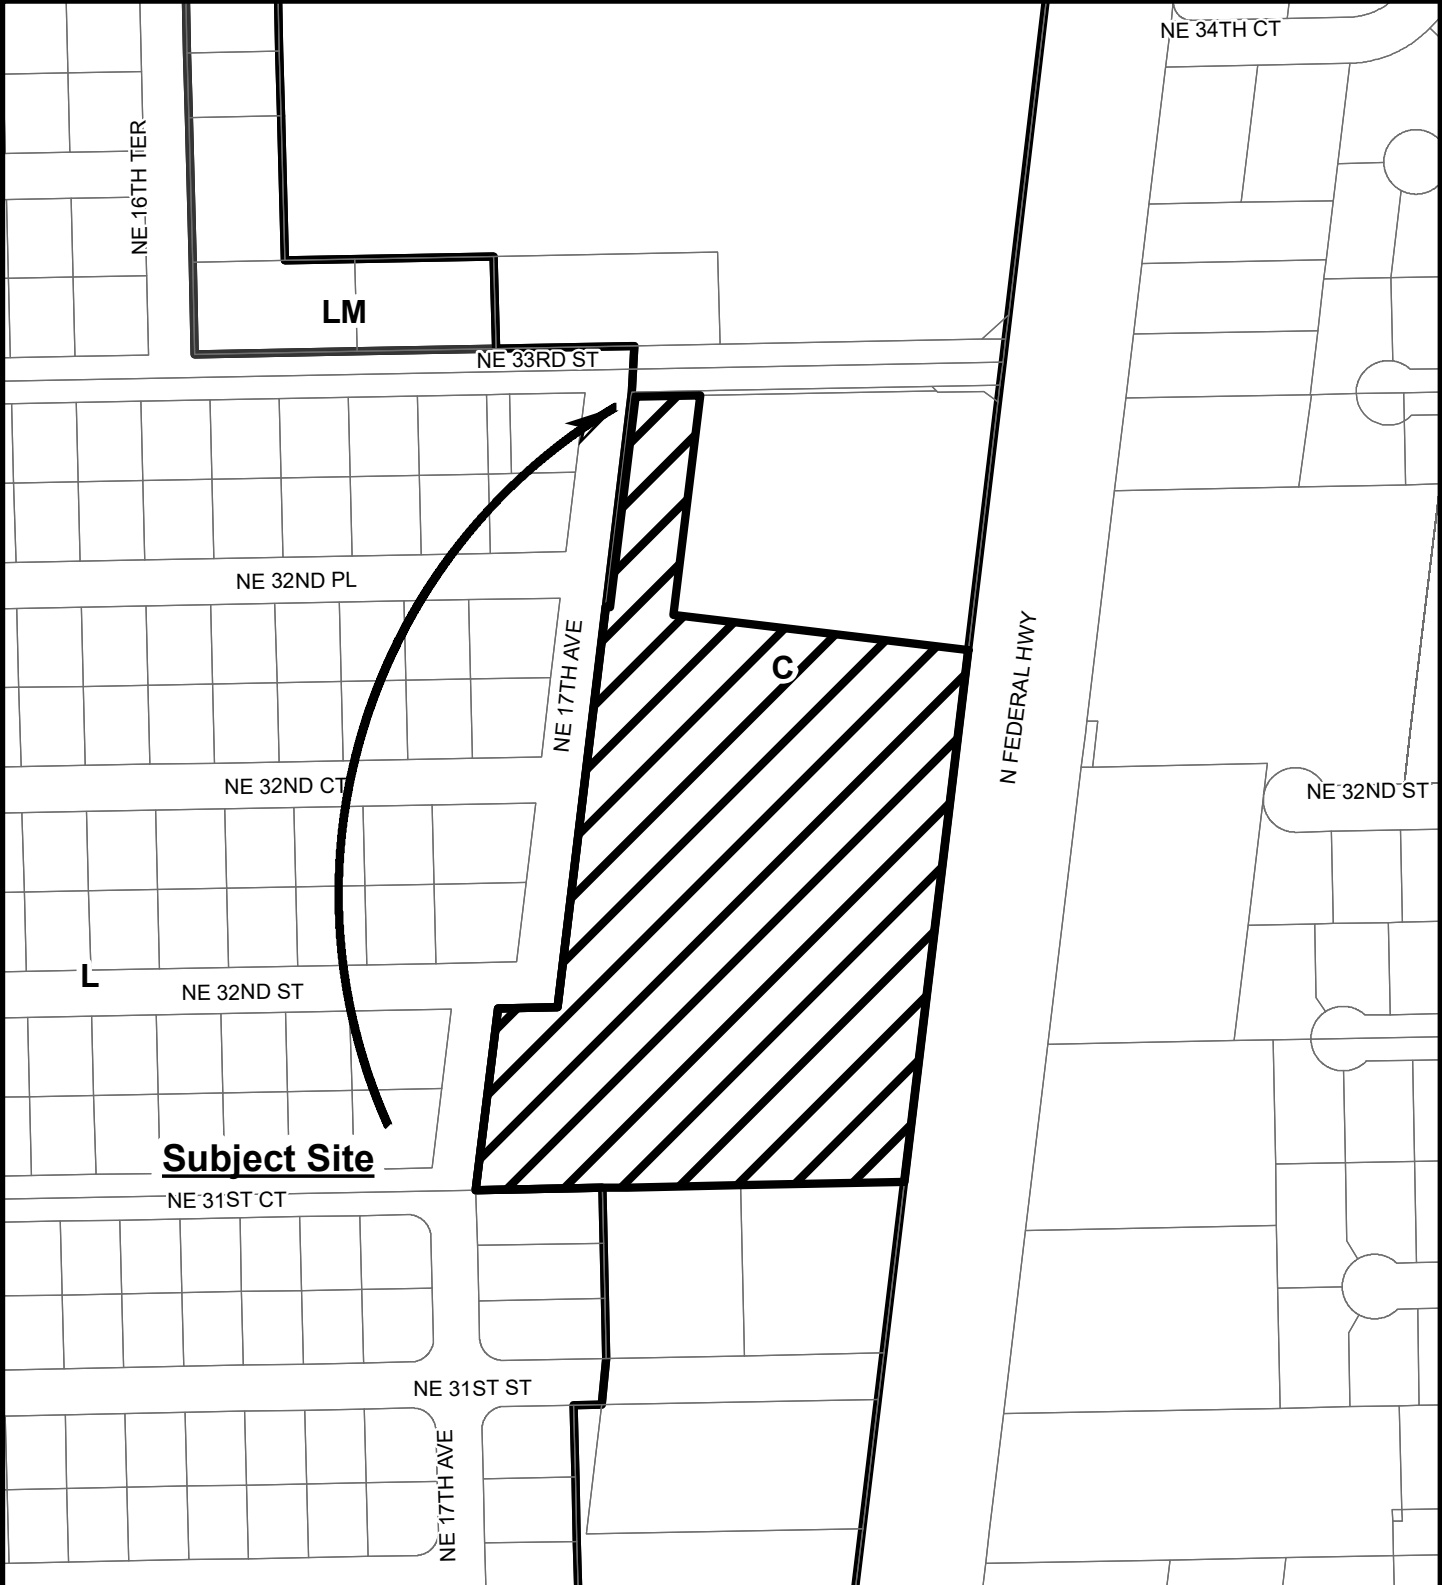 NE 34TH CT
NE 16TH TER
LM
NE 33RD ST
NE 32ND PL
NE 17TH AVE
C
N FEDERAL HWY
NE 32ND CT
NE 32ND ST
L
NE 32ND ST
Subject Site
NE 31ST CT
NE 31ST ST
NE 17TH AVE